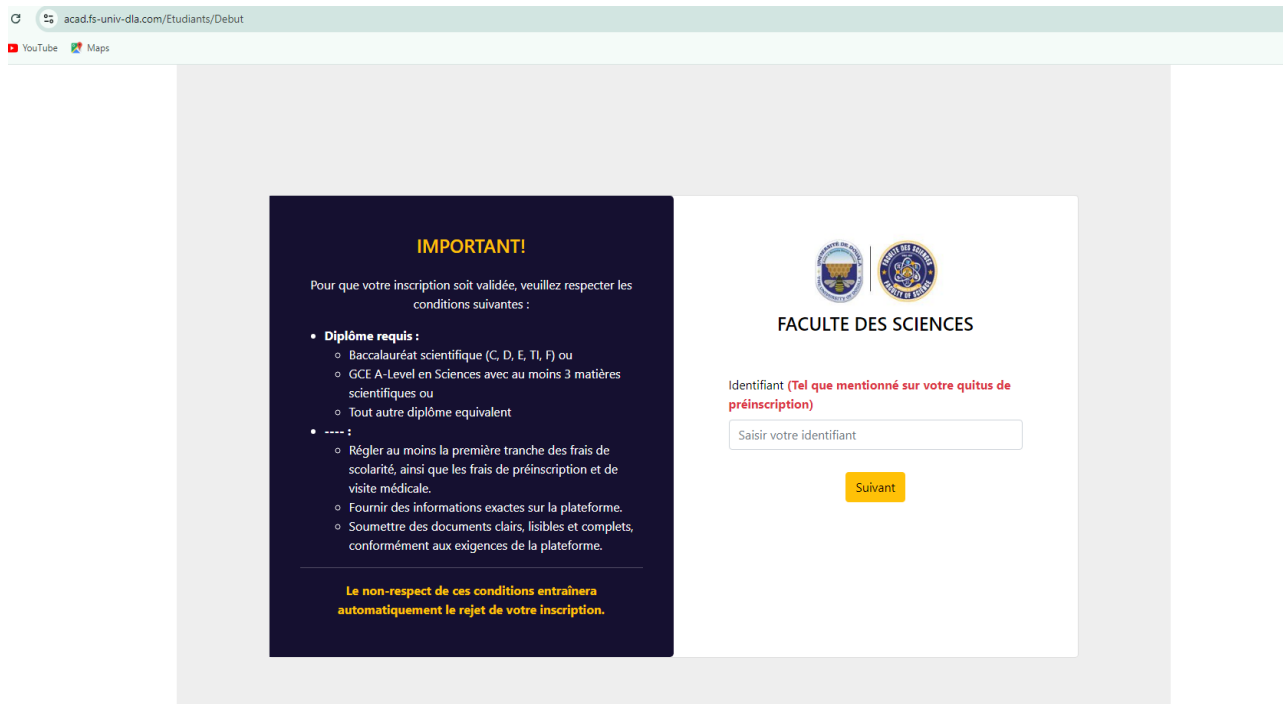 acad.fs-univ-dla.com/Etudiants/Debut
YouTube Maps
IMPORTANT!
Pour que votre inscription soit validée, veuillez respecter les
conditions suivantes :
• Diplôme requis :
◦ Baccalauréat scientifique (C, D, E, TI, F) ou
◦ GCE A-Level en Sciences avec au moins 3 matières
scientifiques ou
◦ Tout autre diplôme equivalent
• ---- :
◦ Régler au moins la première tranche des frais de
scolarité, ainsi que les frais de préinscription et de
visite médicale.
◦ Fournir des informations exactes sur la plateforme.
◦ Soumettre des documents clairs, lisibles et complets,
conformément aux exigences de la plateforme.
Le non-respect de ces conditions entraînera
automatiquement le rejet de votre inscription.
FACULTE DES SCIENCES
Identifiant (Tel que mentionné sur votre quitus de
préinscription)
Saisir votre identifiant
Suivant